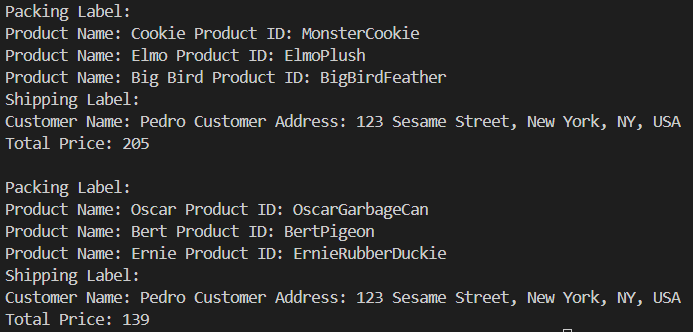 Packing Label:
Product Name: Cookie Product ID: MonsterCookie
Product Name: Elmo Product ID: ElmoPlush
Product Name: Big Bird Product ID: BigBirdFeather
Shipping Label:
Customer Name: Pedro Customer Address: 123 Sesame Street, New York, NY, USA
Total Price: 205

Packing Label:
Product Name: Oscar Product ID: OscarGarbageCan
Product Name: Bert Product ID: BertPigeon
Product Name: Ernie Product ID: ErnieRubberDuckie
Shipping Label:
Customer Name: Pedro Customer Address: 123 Sesame Street, New York, NY, USA
Total Price: 139